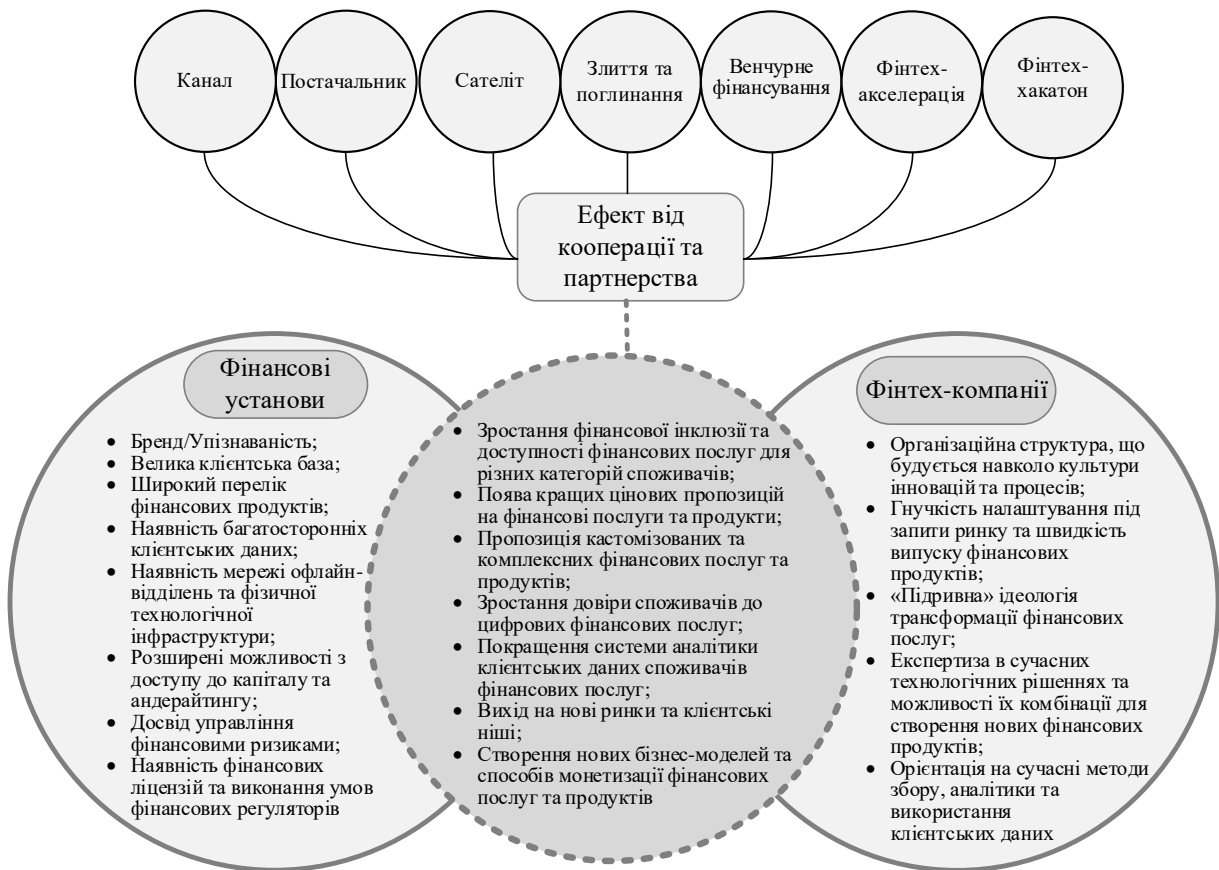 Канал
Постачальник
Сателіт
Злиття та
поглинання
Венчурне
фінансування
Фінтех-
акселерація
Фінтех-
хакатон
Ефект від
кооперації та
партнерства
Фінансові
установи
• Бренд/Упізнаваність;
• Велика клієнтська база;
• Широкий перелік
фінансових продуктів;
• Наявність багатосторонніх
клієнтських даних;
• Наявність мережі офлайн-
відділень та фізичної
технологічної
інфраструктури;
• Розширені можливості з
доступу до капіталу та
андерайтингу;
• Досвід управління
фінансовими ризиками;
• Наявність фінансових
ліцензій та виконання умов
фінансових регуляторів
• Зростання фінансової інклюзії та
доступності фінансових послуг для
різних категорій споживачів;
• Поява кращих цінових пропозицій
на фінансові послуги та продукти;
• Пропозиція кастомізованих та
комплексних фінансових послуг та
продуктів;
• Зростання довіри споживачів до
цифрових фінансових послуг;
• Покращення системи аналітики
клієнтських даних споживачів
фінансових послуг;
• Вихід на нові ринки та клієнтські
ніші;
• Створення нових бізнес-моделей та
способів монетизації фінансових
послуг та продуктів
Фінтех-компанії
• Організаційна структура, що
будується навколо культури
інновацій та процесів;
• Гнучкість налаштування під
запити ринку та швидкість
випуску фінансових
продуктів;
• «Підривна» ідеологія
трансформації фінансових
послуг;
• Експертиза в сучасних
технологічних рішеннях та
можливості їх комбінації для
створення нових фінансових
продуктів;
• Орієнтація на сучасні методи
збору, аналітики та
використання
клієнтських даних